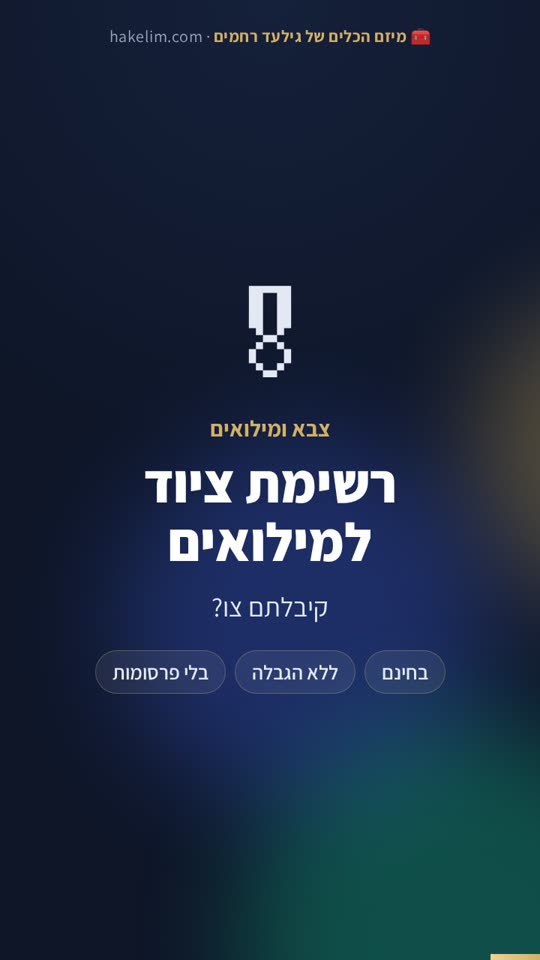 🧰 מיזם הכלים של גילעד רחמים · hakelim.com
צבא ומילואים
רשימת ציוד
למילואים
קיבלתם צו?
בחינם
ללא הגבלה
בלי פרסומות